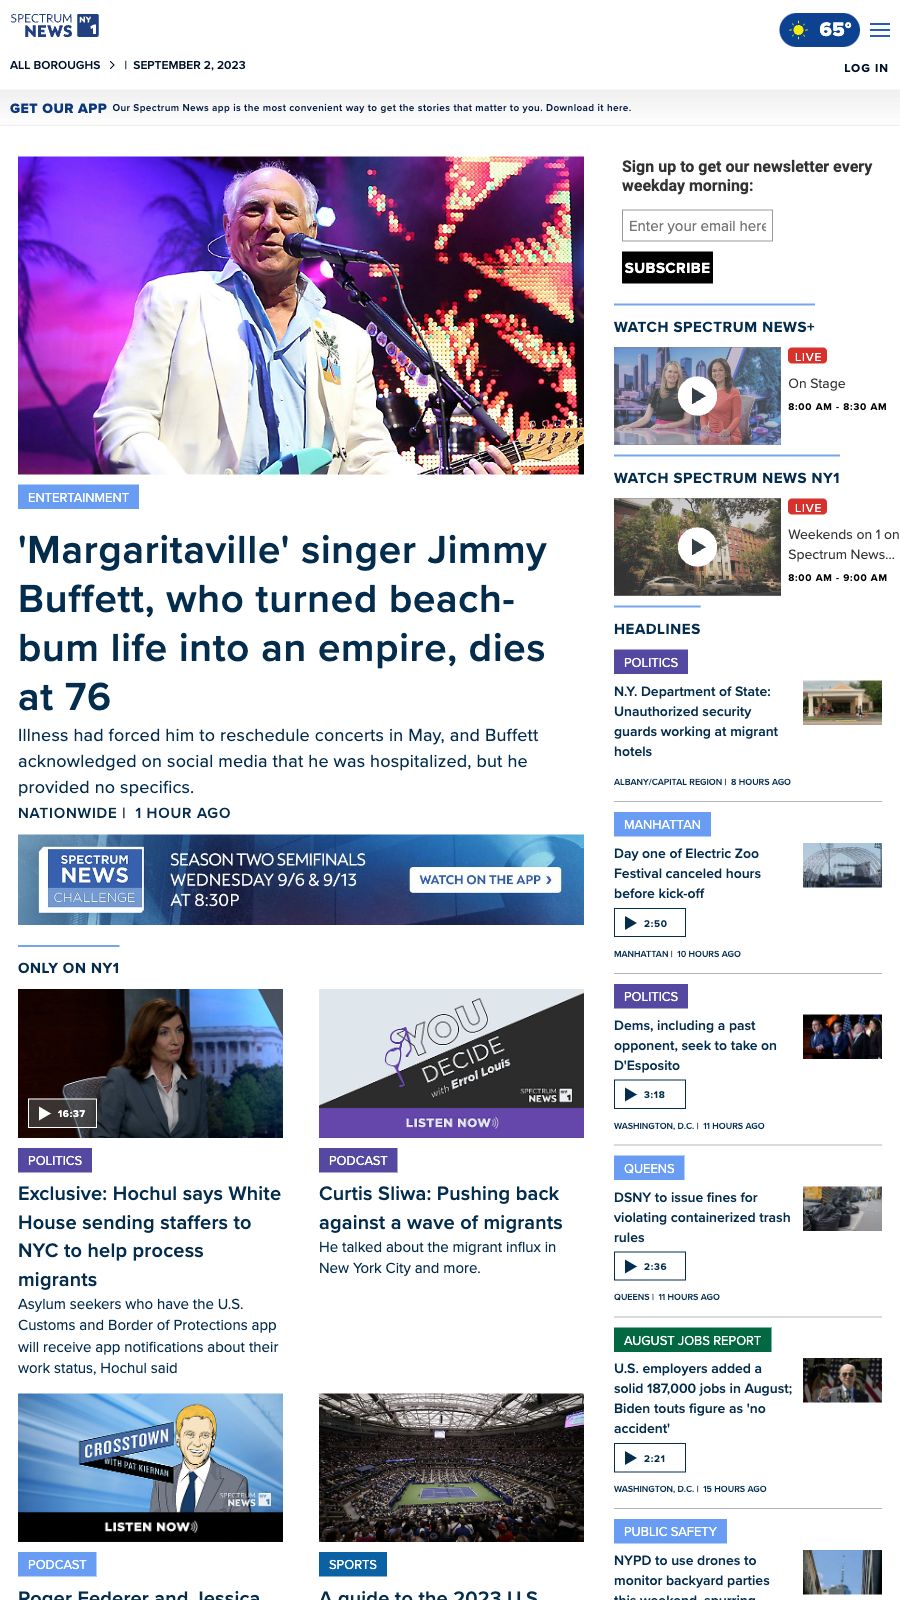 SPECTRUM
NEWS NY 1
65°
ALL BOROUGHS > | SEPTEMBER 2, 2023
LOG IN
GET OUR APP Our Spectrum News app is the most convenient way to get the stories that matter to you. Download it here.
ENTERTAINMENT
'Margaritaville' singer Jimmy
Buffett, who turned beach-
bum life into an empire, dies
at 76
Illness had forced him to reschedule concerts in May, and Buffett
acknowledged on social media that he was hospitalized, but he
provided no specifics.
NATIONWIDE | 1 HOUR AGO
SPECTRUM
NEWS
CHALLENGE
SEASON TWO SEMIFINALS
WEDNESDAY 9/6 & 9/13
AT 8:30P
WATCH ON THE APP >
ONLY ON NY1
16:37
POLITICS
Exclusive: Hochul says White
House sending staffers to
NYC to help process
migrants
Asylum seekers who have the U.S.
Customs and Border of Protections app
will receive app notifications about their
work status, Hochul said
YOU
DECIDE
with Errol Louis
SPECTRUM
NEWS NY 1
LISTEN NOW
PODCAST
Curtis Sliwa: Pushing back
against a wave of migrants
He talked about the migrant influx in
New York City and more.
CROSSTOWN
WITH PAT KIERNAN
SPECTRUM
NEWS NY 1
LISTEN NOW
PODCAST
Roger Federer and Jessica
SPORTS
A guide to the 2023 U.S.
Sign up to get our newsletter every
weekday morning:
Enter your email here
SUBSCRIBE
WATCH SPECTRUM NEWS+
LIVE
On Stage
8:00 AM - 8:30 AM
WATCH SPECTRUM NEWS NY1
LIVE
Weekends on 1 on
Spectrum News...
8:00 AM - 9:00 AM
HEADLINES
POLITICS
N.Y. Department of State:
Unauthorized security
guards working at migrant
hotels
ALBANY/CAPITAL REGION | 8 HOURS AGO
MANHATTAN
Day one of Electric Zoo
Festival canceled hours
before kick-off
2:50
MANHATTAN | 10 HOURS AGO
POLITICS
Dems, including a past
opponent, seek to take on
D'Esposito
3:18
WASHINGTON, D.C. | 11 HOURS AGO
QUEENS
DSNY to issue fines for
violating containerized trash
rules
2:36
QUEENS | 11 HOURS AGO
AUGUST JOBS REPORT
U.S. employers added a
solid 187,000 jobs in August;
Biden touts figure as 'no
accident'
2:21
WASHINGTON, D.C. | 15 HOURS AGO
PUBLIC SAFETY
NYPD to use drones to
monitor backyard parties
this weekend, spurring